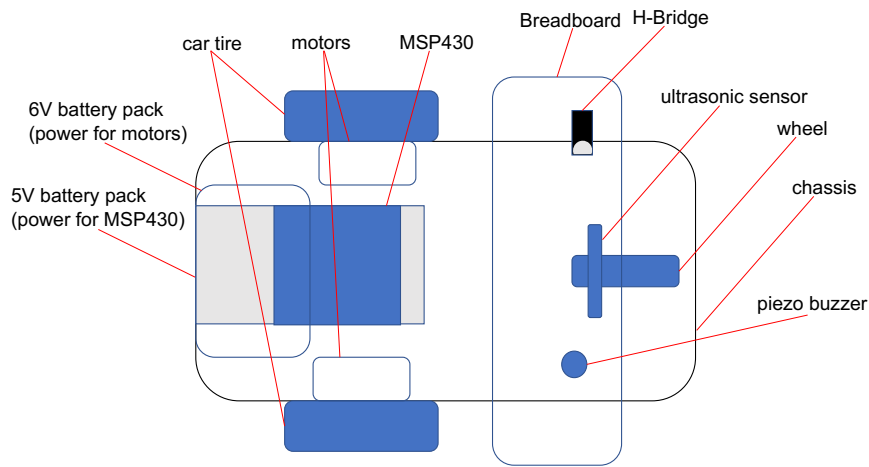 car tire
motors
MSP430
Breadboard
H-Bridge
6V battery pack
(power for motors)
5V battery pack
(power for MSP430)
ultrasonic sensor
wheel
chassis
piezo buzzer